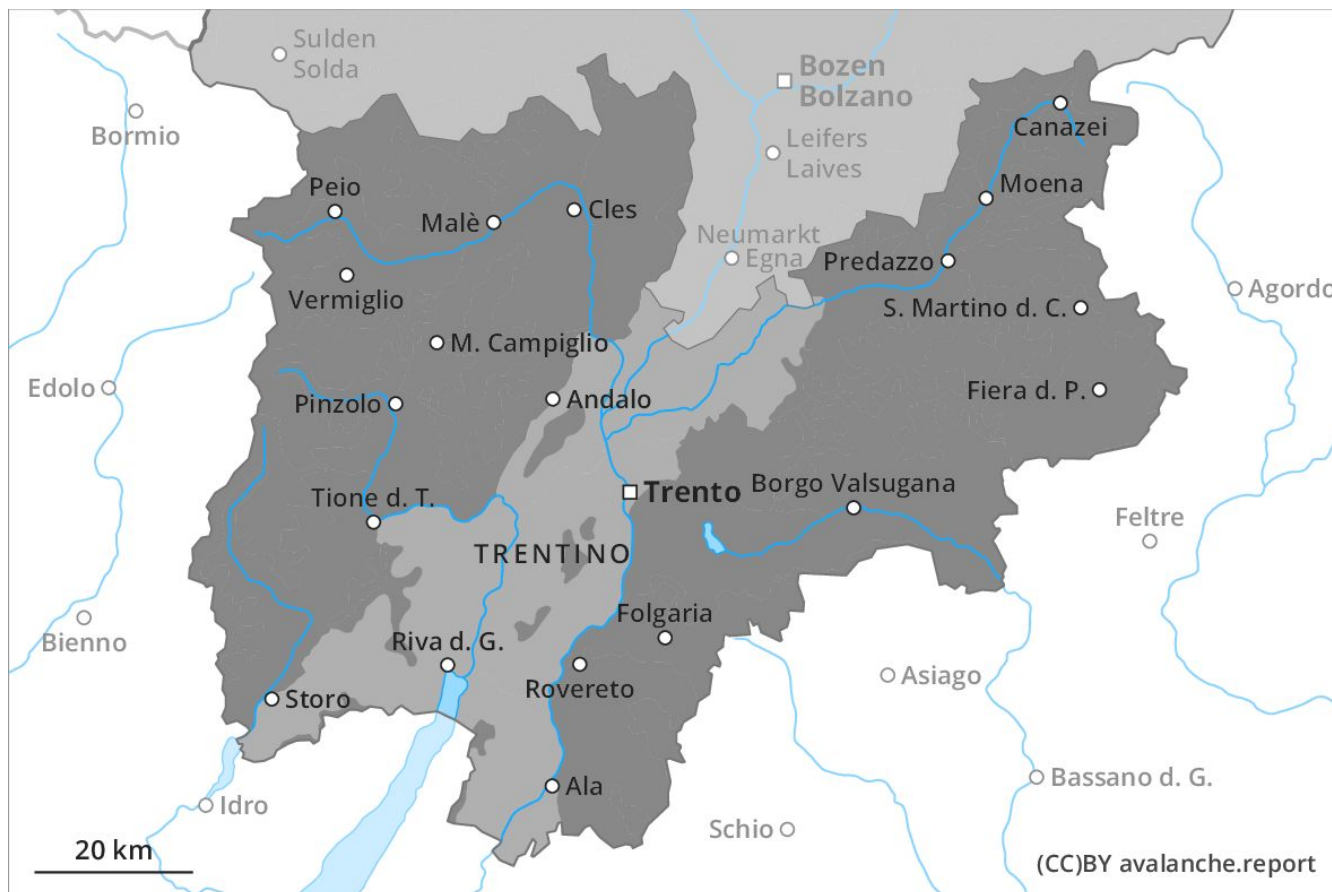 Sulden
Solda
Bozen
Bolzano
Bormio
Canazei
Leifers
Laives
Peio
Moena
Malè
Cles
Neumarkt
Egna
Predazzo
Vermiglio
Agordo
S. Martino d. C.
M. Campiglio
Edolo
Pinzolo
Andalo
Fiera d. P.
Trento
Borgo Valsugana
Tione d. T.
Feltre
TRENTINO
Folgaria
Bienno
Riva d. G.
Asiago
Rovereto
Storo
Ala
Bassano d. G.
Idro
Schio
20 km
(CC)BY avalanche.report